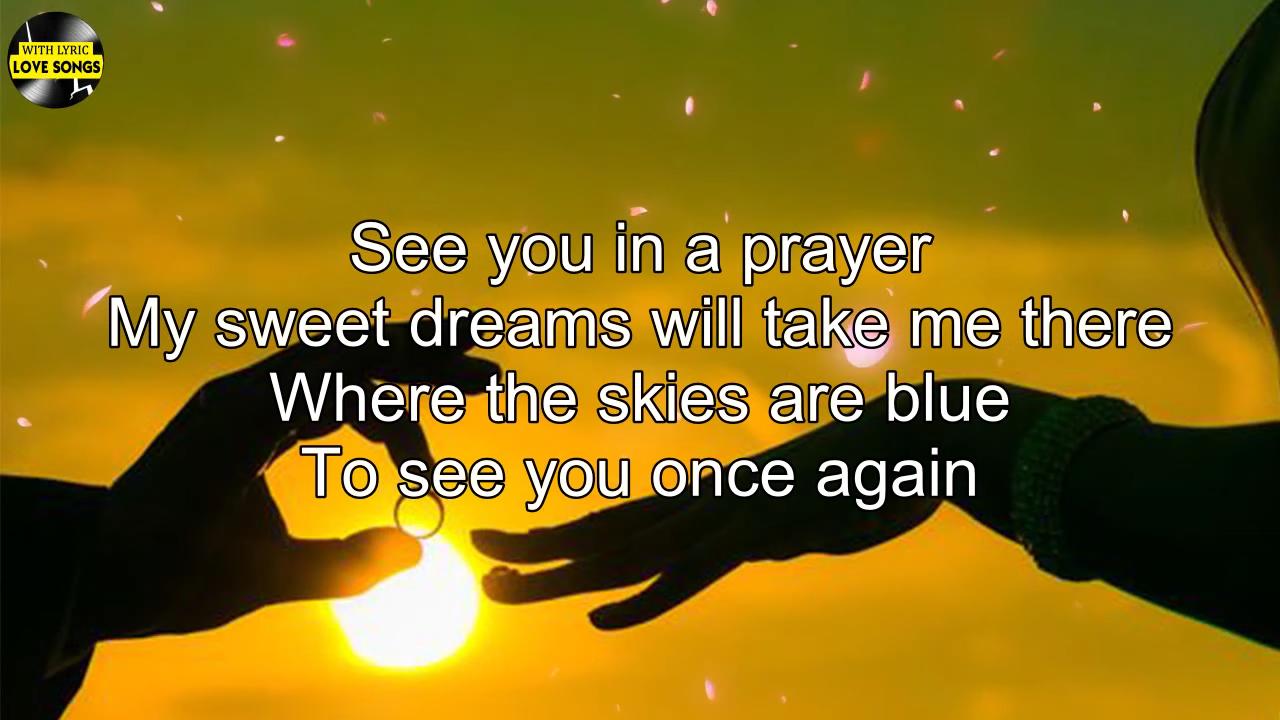 WITH LYRIC
LOVE SONGS
See you in a prayer
My sweet dreams will take me there
Where the skies are blue
To see you once again